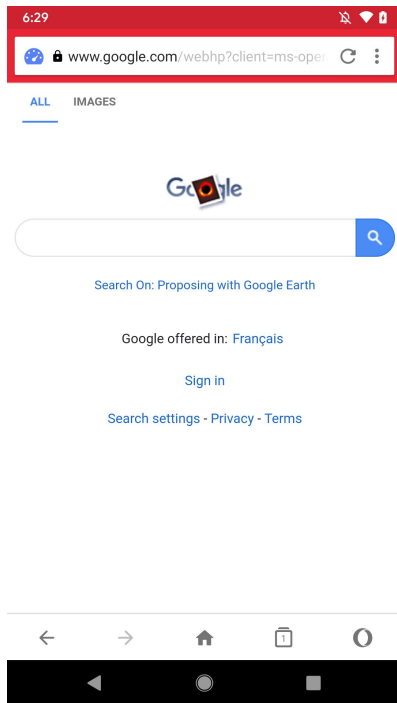 6:29
www.google.com/webhp?client=ms-oper
ALL IMAGES
Google
Search On: Proposing with Google Earth
Google offered in: Français
Sign in
Search settings - Privacy - Terms
1